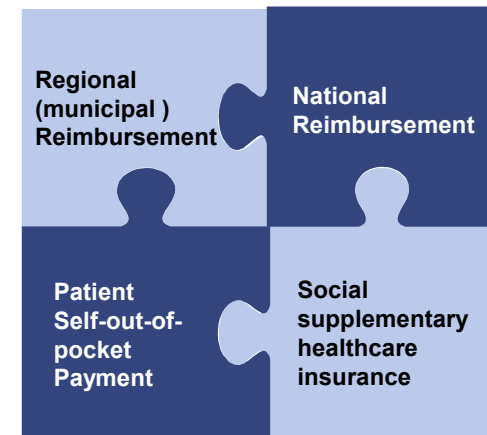 Regional
(municipal )
Reimbursement
National
Reimbursement
Patient
Self-out-of-
pocket
Payment
Social
supplementary
healthcare
insurance